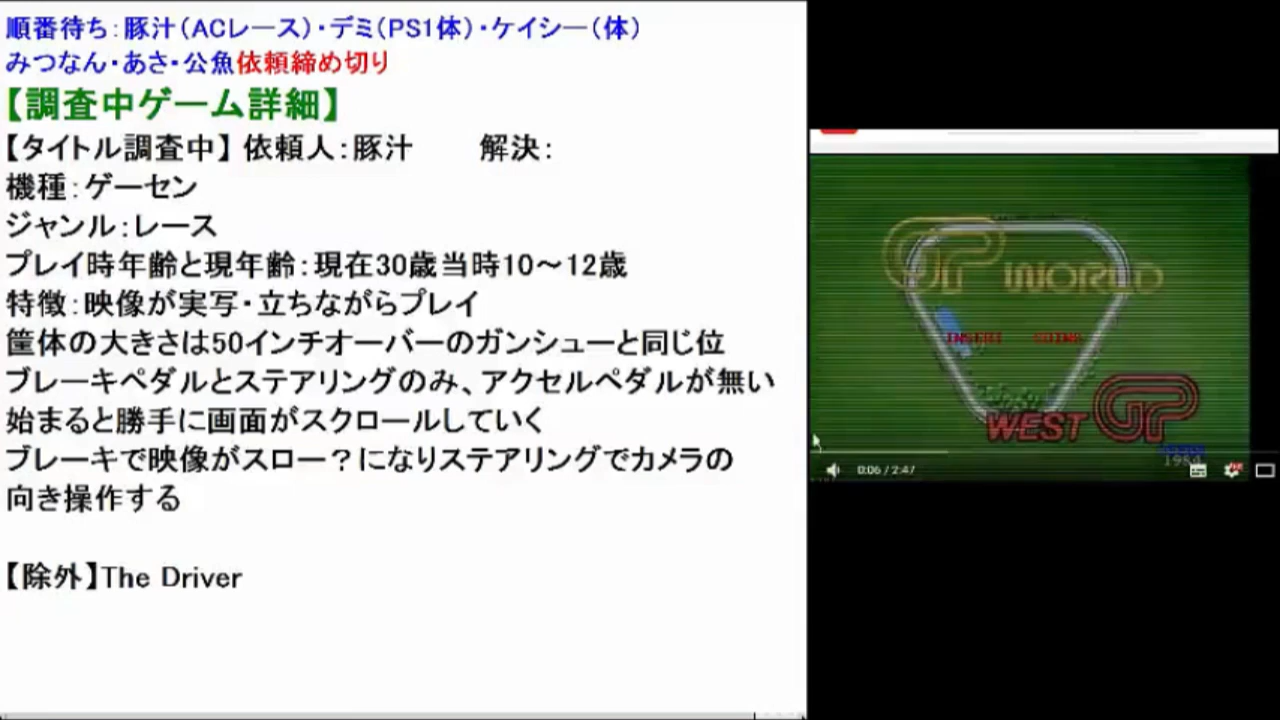 順番待ち：豚汁（ACレース）・デミ（PS1体）・ケイシー（体）
みつなん・あさ・公魚依頼締め切り
【調査中ゲーム詳細】
【タイトル調査中】依頼人：豚汁　　解決：
機種：ゲーセン
ジャンル：レース
プレイ時年齢と現年齢：現在30歳当時10～12歳
特徴：映像が実写・立ちながらプレイ
筐体の大きさは50インチオーバーのガンシューと同じ位
ブレーキペダルとステアリングのみ、アクセルペダルが無い
始まると勝手に画面がスクロールしていく
ブレーキで映像がスロー？になりステアリングでカメラの
向き操作する
【除外】The Driver
GP WORLD
INSERT COINS
WEST GP
1984
0:06 / 2:47